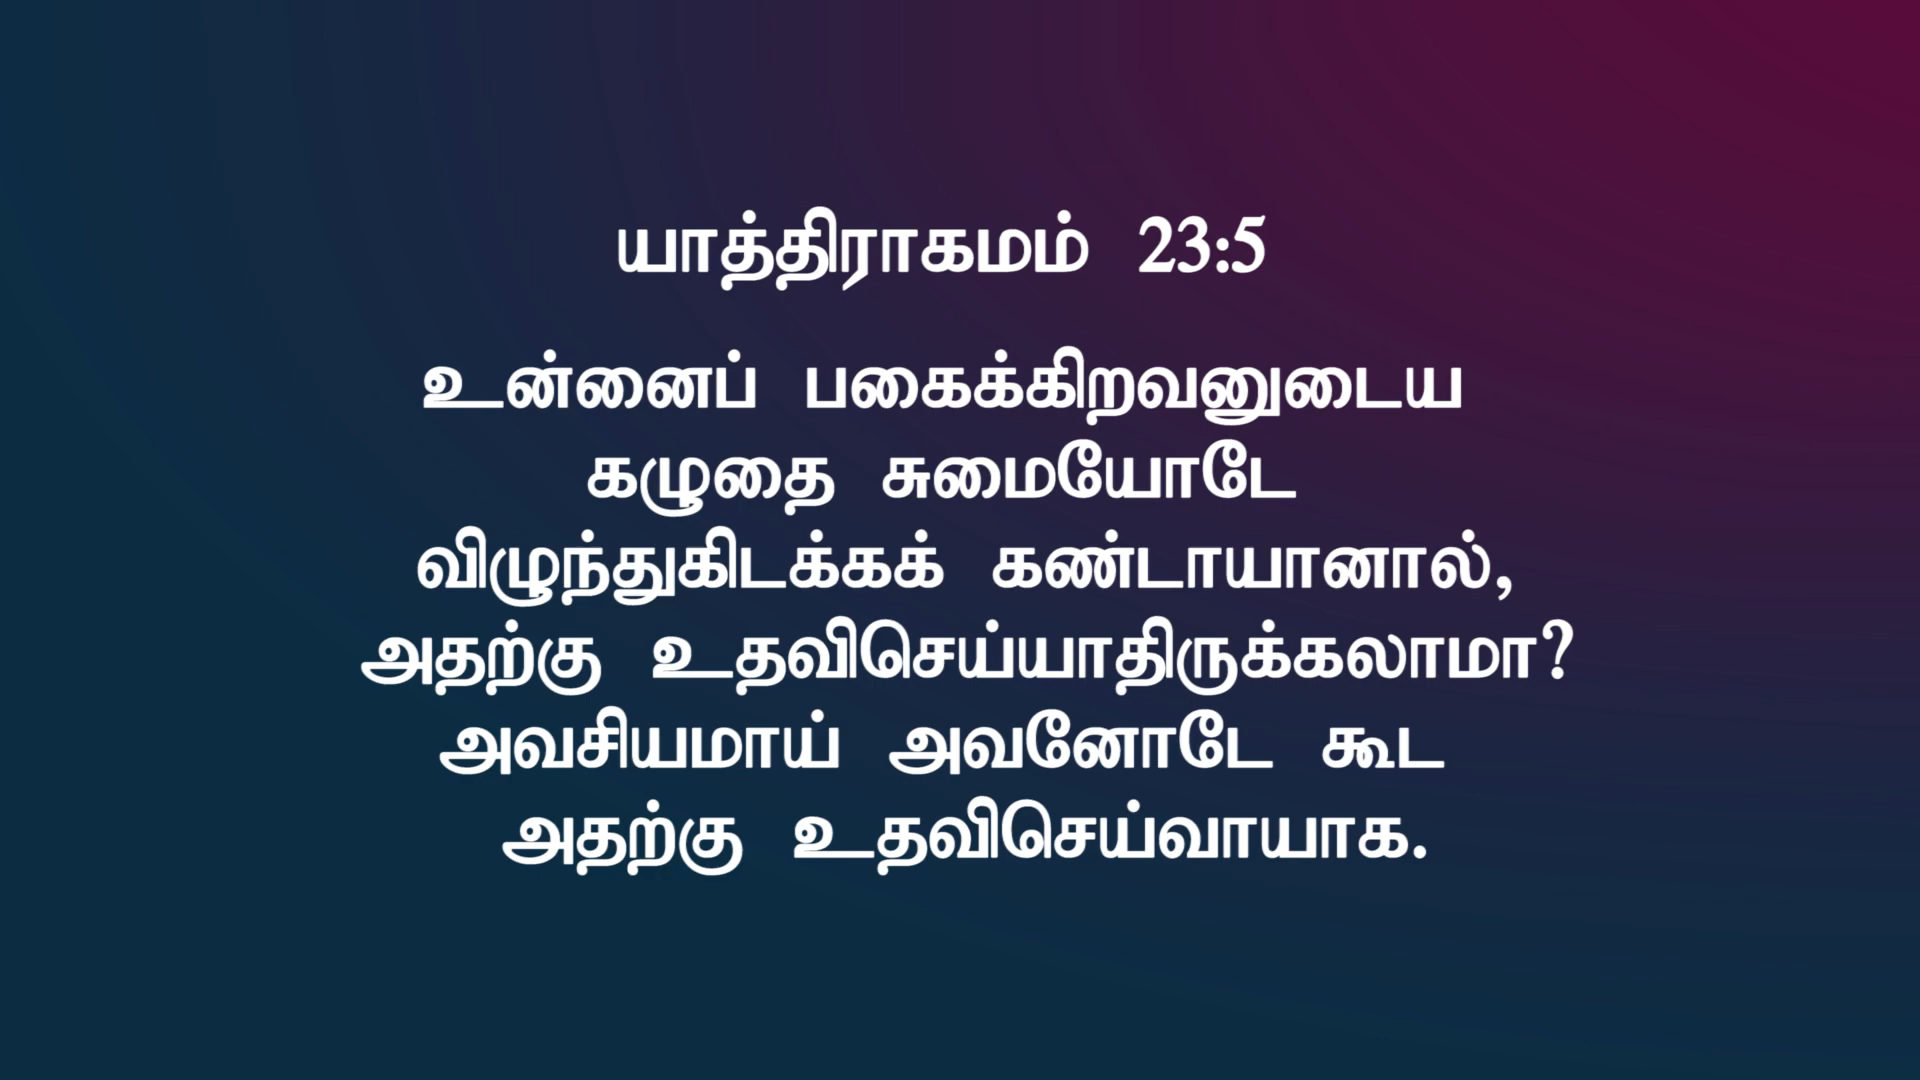 யாத்திராகமம் 23:5
உன்னைப் பகைக்கிறவனுடைய
கழுதை சுமையோடே
விழுந்துகிடக்கக் கண்டாயானால்,
அதற்கு உதவிசெய்யாதிருக்கலாமா?
அவசியமாய் அவனோடே கூட
அதற்கு உதவிசெய்வாயாக.